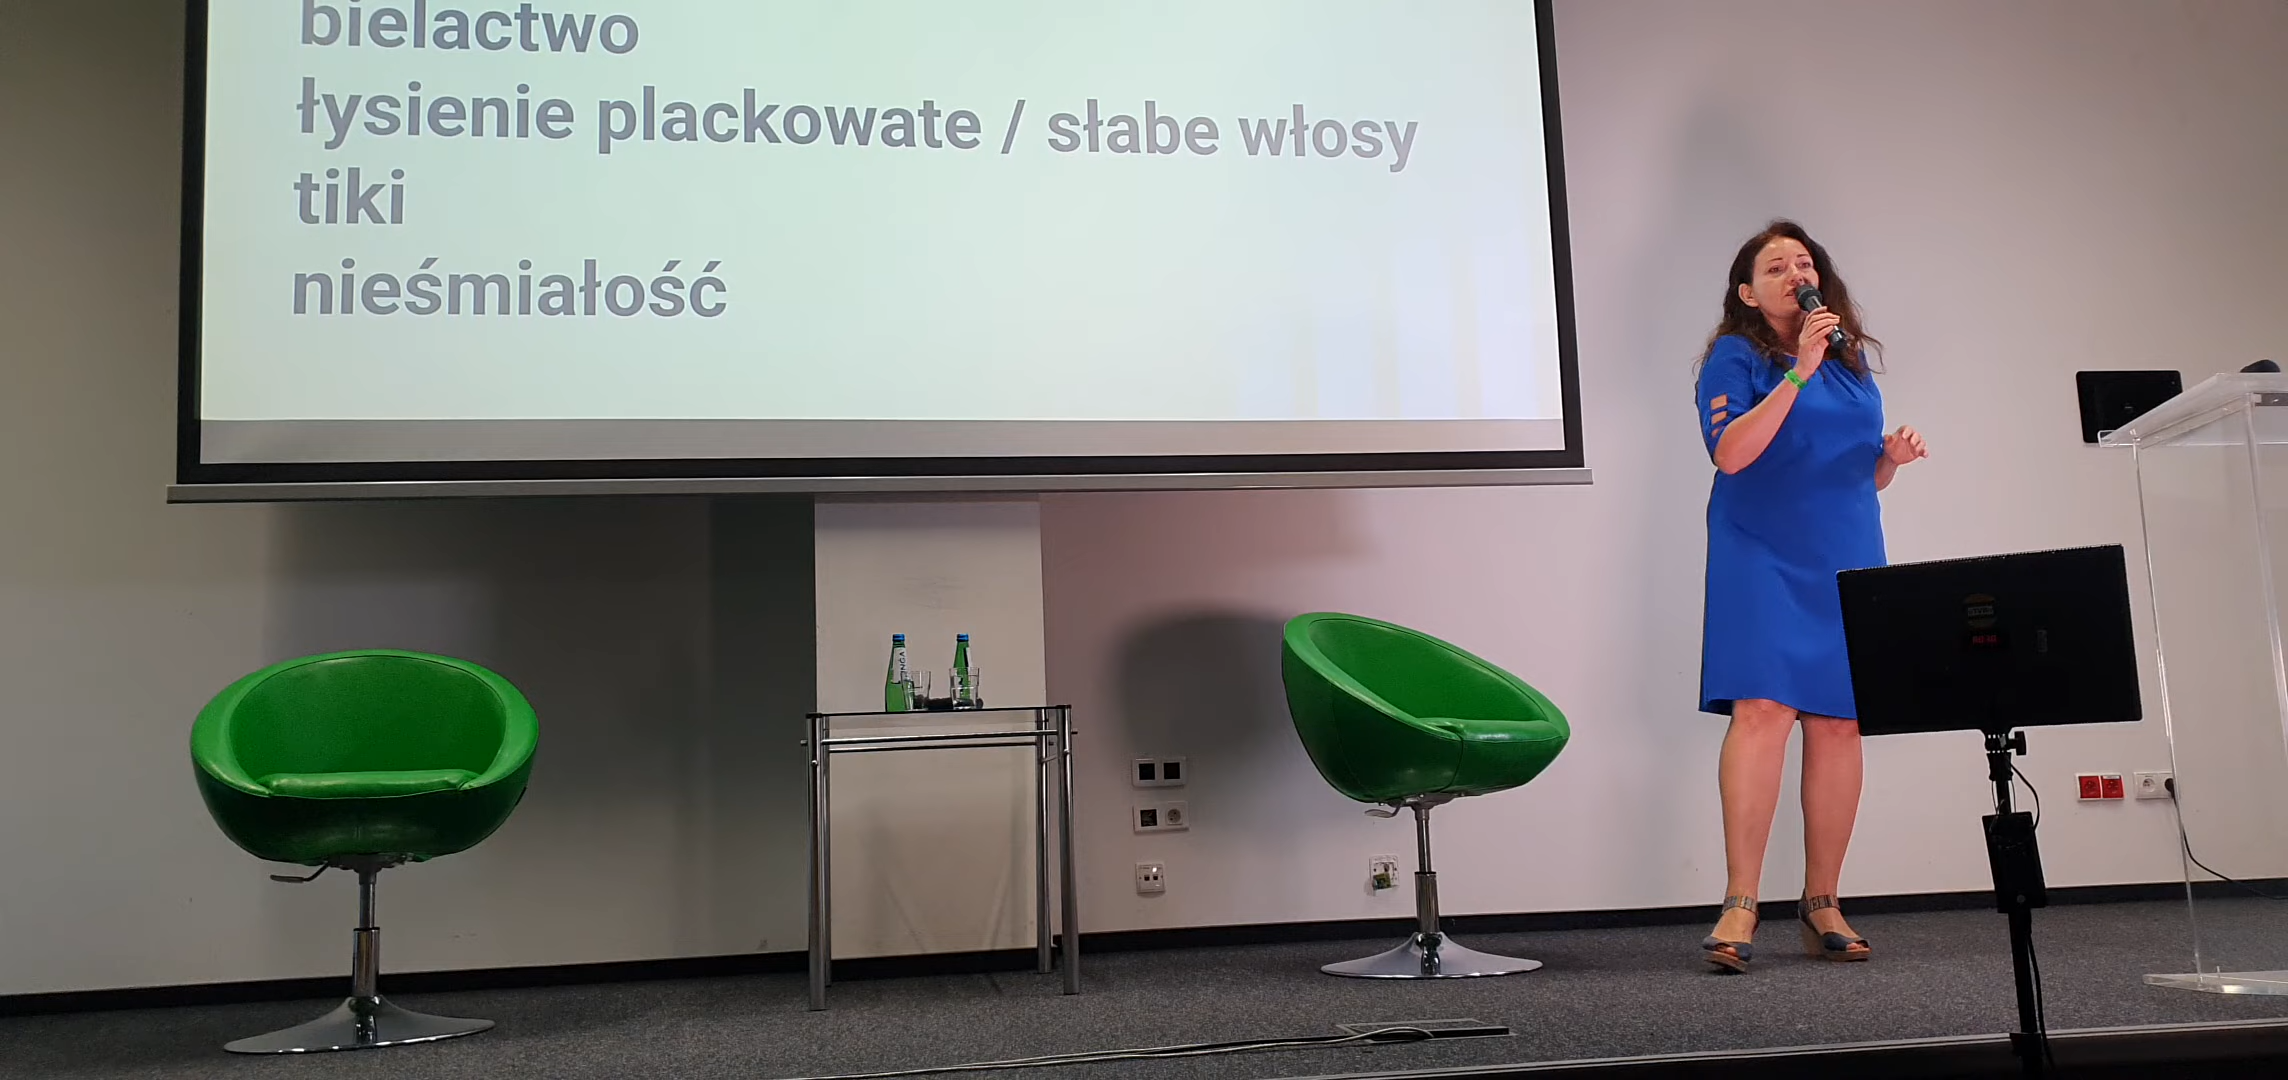 bielactwo
łysienie plackowate / słabe włosy
tiki
nieśmiałość